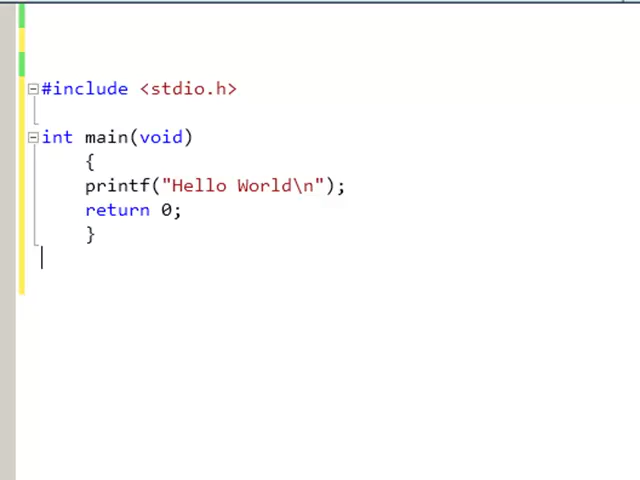 #include <stdio.h>
int main(void)
{
printf("Hello World\n");
return 0;
}